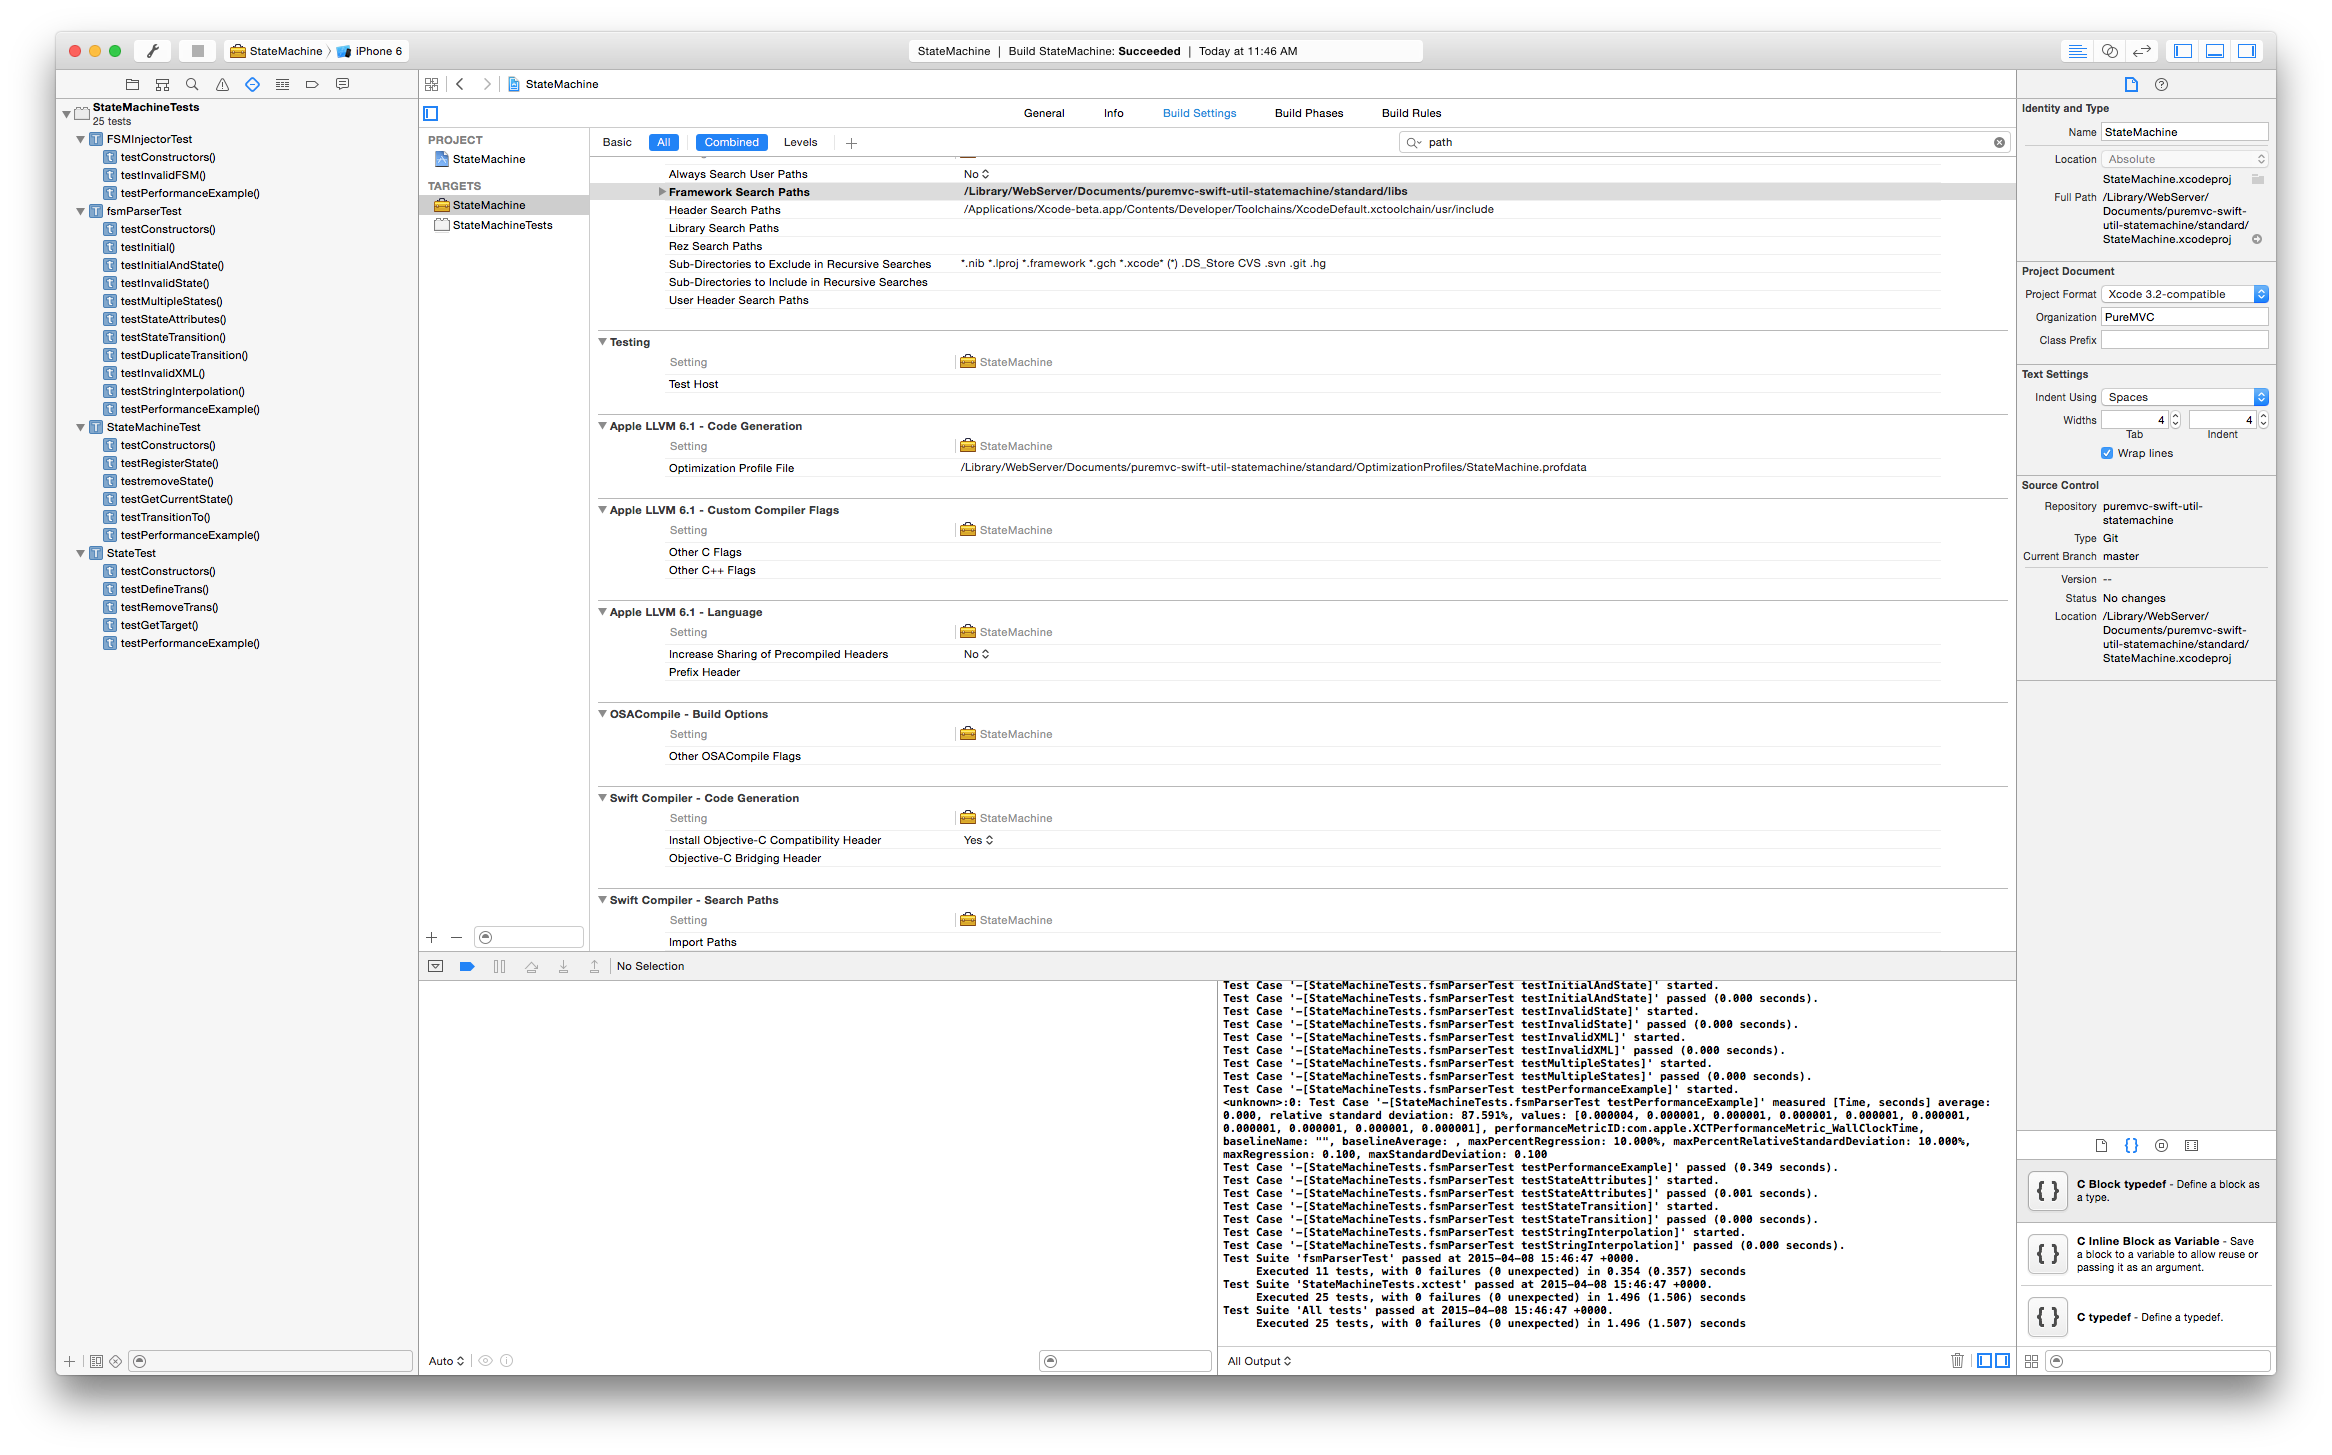 StateMachine
iPhone 6
StateMachine | Build StateMachine: Succeeded | Today at 11:46 AM
StateMachineTests
25 tests
FSMInjectorTest
testConstructors()
testInvalidFSM()
testPerformanceExample()
fsmParserTest
testConstructors()
testInitial()
testInitialAndState()
testInvalidState()
testMultipleStates()
testStateAttributes()
testStateTransition()
testDuplicateTransition()
testInvalidXML()
testStringInterpolation()
testPerformanceExample()
StateMachineTest
testConstructors()
testRegisterState()
testremoveState()
testGetCurrentState()
testTransitionTo()
testPerformanceExample()
StateTest
testConstructors()
testDefineTrans()
testRemoveTrans()
testGetTarget()
testPerformanceExample()
StateMachine
General Info Build Settings Build Phases Build Rules
PROJECT
StateMachine
TARGETS
StateMachine
StateMachineTests
Basic All Combined Levels
path
Always Search User Paths No
Framework Search Paths /Library/WebServer/Documents/puremvc-swift-util-statemachine/standard/libs
Header Search Paths /Applications/Xcode-beta.app/Contents/Developer/Toolchains/XcodeDefault.xctoolchain/usr/include
Library Search Paths
Rez Search Paths
Sub-Directories to Exclude in Recursive Searches *.nib *.lproj *.framework *.gch *.xcode* (*) .DS_Store CVS .svn .git .hg
Sub-Directories to Include in Recursive Searches
User Header Search Paths
Testing
Setting StateMachine
Test Host
Apple LLVM 6.1 - Code Generation
Setting StateMachine
Optimization Profile File /Library/WebServer/Documents/puremvc-swift-util-statemachine/standard/OptimizationProfiles/StateMachine.profdata
Apple LLVM 6.1 - Custom Compiler Flags
Setting StateMachine
Other C Flags
Other C++ Flags
Apple LLVM 6.1 - Language
Setting StateMachine
Increase Sharing of Precompiled Headers No
Prefix Header
OSACompile - Build Options
Setting StateMachine
Other OSACompile Flags
Swift Compiler - Code Generation
Setting StateMachine
Install Objective-C Compatibility Header Yes
Objective-C Bridging Header
Swift Compiler - Search Paths
Setting StateMachine
Import Paths
No Selection
Test Case '-[StateMachineTests.fsmParserTest testInitialAndState]' started.
Test Case '-[StateMachineTests.fsmParserTest testInitialAndState]' passed (0.000 seconds).
Test Case '-[StateMachineTests.fsmParserTest testInvalidState]' started.
Test Case '-[StateMachineTests.fsmParserTest testInvalidState]' passed (0.000 seconds).
Test Case '-[StateMachineTests.fsmParserTest testInvalidXML]' started.
Test Case '-[StateMachineTests.fsmParserTest testInvalidXML]' passed (0.000 seconds).
Test Case '-[StateMachineTests.fsmParserTest testMultipleStates]' started.
Test Case '-[StateMachineTests.fsmParserTest testMultipleStates]' passed (0.000 seconds).
Test Case '-[StateMachineTests.fsmParserTest testPerformanceExample]' started.
<unknown>:0: Test Case '-[StateMachineTests.fsmParserTest testPerformanceExample]' measured [Time, seconds] average:
0.000, relative standard deviation: 87.591%, values: [0.000004, 0.000001, 0.000001, 0.000001, 0.000001, 0.000001,
0.000001, 0.000001, 0.000001, 0.000001], performanceMetricID:com.apple.XCTPerformanceMetric_WallClockTime,
baselineName: "", baselineAverage: , maxPercentRegression: 10.000%, maxPercentRelativeStandardDeviation: 10.000%,
maxRegression: 0.100, maxStandardDeviation: 0.100
Test Case '-[StateMachineTests.fsmParserTest testPerformanceExample]' passed (0.349 seconds).
Test Case '-[StateMachineTests.fsmParserTest testStateAttributes]' started.
Test Case '-[StateMachineTests.fsmParserTest testStateAttributes]' passed (0.001 seconds).
Test Case '-[StateMachineTests.fsmParserTest testStateTransition]' started.
Test Case '-[StateMachineTests.fsmParserTest testStateTransition]' passed (0.000 seconds).
Test Case '-[StateMachineTests.fsmParserTest testStringInterpolation]' started.
Test Case '-[StateMachineTests.fsmParserTest testStringInterpolation]' passed (0.000 seconds).
Test Suite 'fsmParserTest' passed at 2015-04-08 15:46:47 +0000.
Executed 11 tests, with 0 failures (0 unexpected) in 0.354 (0.357) seconds
Test Suite 'StateMachineTests.xctest' passed at 2015-04-08 15:46:47 +0000.
Executed 25 tests, with 0 failures (0 unexpected) in 1.496 (1.506) seconds
Test Suite 'All tests' passed at 2015-04-08 15:46:47 +0000.
Executed 25 tests, with 0 failures (0 unexpected) in 1.496 (1.507) seconds
Auto
All Output
Identity and Type
Name StateMachine
Location Absolute
StateMachine.xcodeproj
Full Path /Library/WebServer/
Documents/puremvc-swift-
util-statemachine/standard/
StateMachine.xcodeproj
Project Document
Project Format Xcode 3.2-compatible
Organization PureMVC
Class Prefix
Text Settings
Indent Using Spaces
Widths 4 4
Tab Indent
Wrap lines
Source Control
Repository puremvc-swift-util-
statemachine
Type Git
Current Branch master
Version --
Status No changes
Location /Library/WebServer/
Documents/puremvc-swift-
util-statemachine/standard/
StateMachine.xcodeproj
C Block typedef - Define a block as
a type.
C Inline Block as Variable - Save
a block to a variable to allow reuse or
passing it as an argument.
C typedef - Define a typedef.